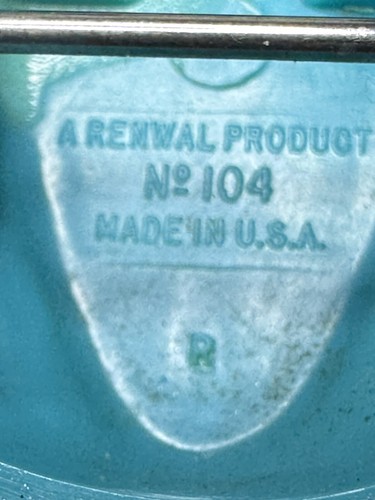 A RENWAL PRODUCT
Nº 104
MADE IN U.S.A.
R